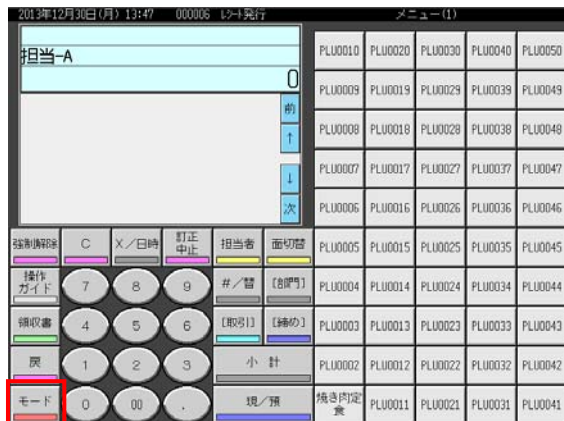 2013年12月30日(月) 13:47 000006 レシート発行 メニュー(1)
担当-A
0
前
↑
↓
次
PLU0010 PLU0020 PLU0030 PLU0040 PLU0050
PLU0009 PLU0019 PLU0029 PLU0039 PLU0049
PLU0008 PLU0018 PLU0028 PLU0038 PLU0048
PLU0007 PLU0017 PLU0027 PLU0037 PLU0047
PLU0006 PLU0016 PLU0026 PLU0036 PLU0046
強制解除 C ×/日時 訂正 中止 担当者 面切替 PLU0005 PLU0015 PLU0025 PLU0035 PLU0045
操作 ガイド 7 8 9 #/替 [部門] PLU0004 PLU0014 PLU0024 PLU0034 PLU0044
領収書 4 5 6 [取引] [締め] PLU0003 PLU0013 PLU0023 PLU0033 PLU0043
戻 1 2 3 小 計 PLU0002 PLU0012 PLU0022 PLU0032 PLU0042
モード 0 00 . 現/預 焼き肉定食 PLU0011 PLU0021 PLU0031 PLU0041